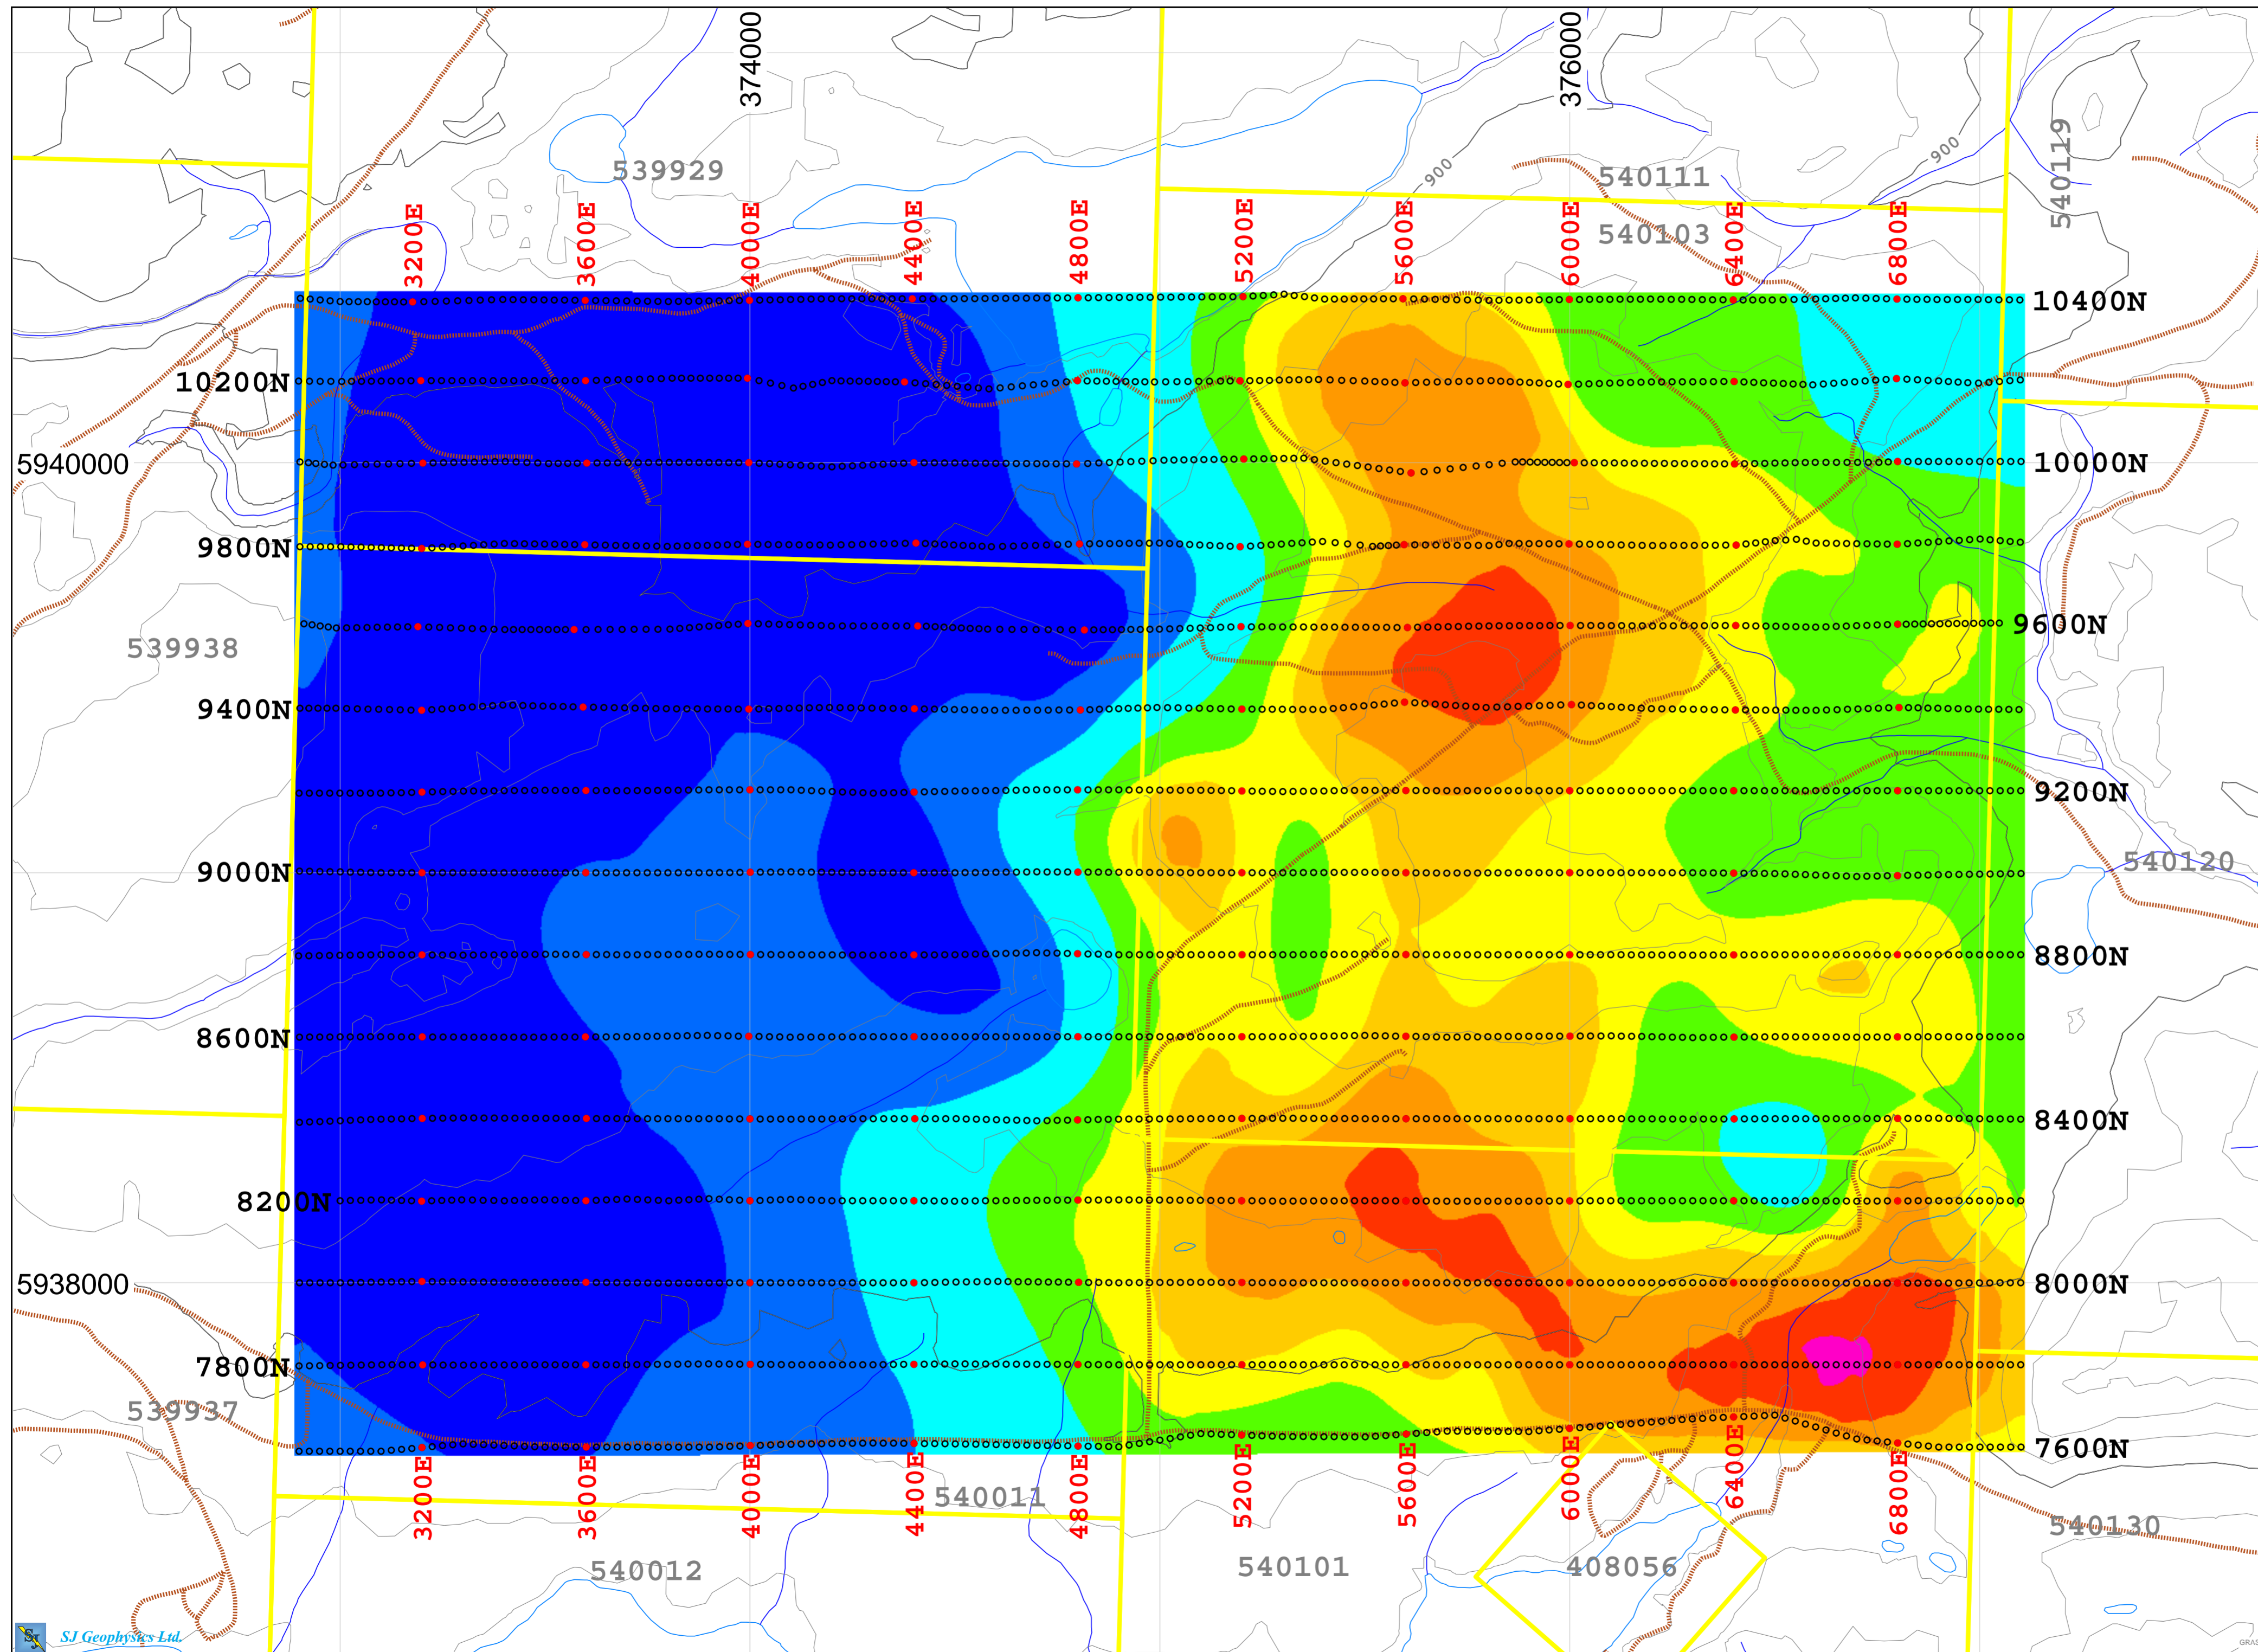 374000
376000
539929
540111
540119
900
900
540103
3200E
3600E
4000E
4400E
4800E
5200E
5600E
6000E
6400E
6800E
10400N
10200N
5940000
10000N
9800N
9600N
539938
9400N
9200N
9000N
540120
8800N
8600N
8400N
8200N
5938000
8000N
7800N
539937
7600N
3200E
3600E
4000E
4400E
4800E
5200E
5600E
6000E
6400E
6800E
540011
540130
540012
540101
408056
SJ
SJ Geophysics Ltd.